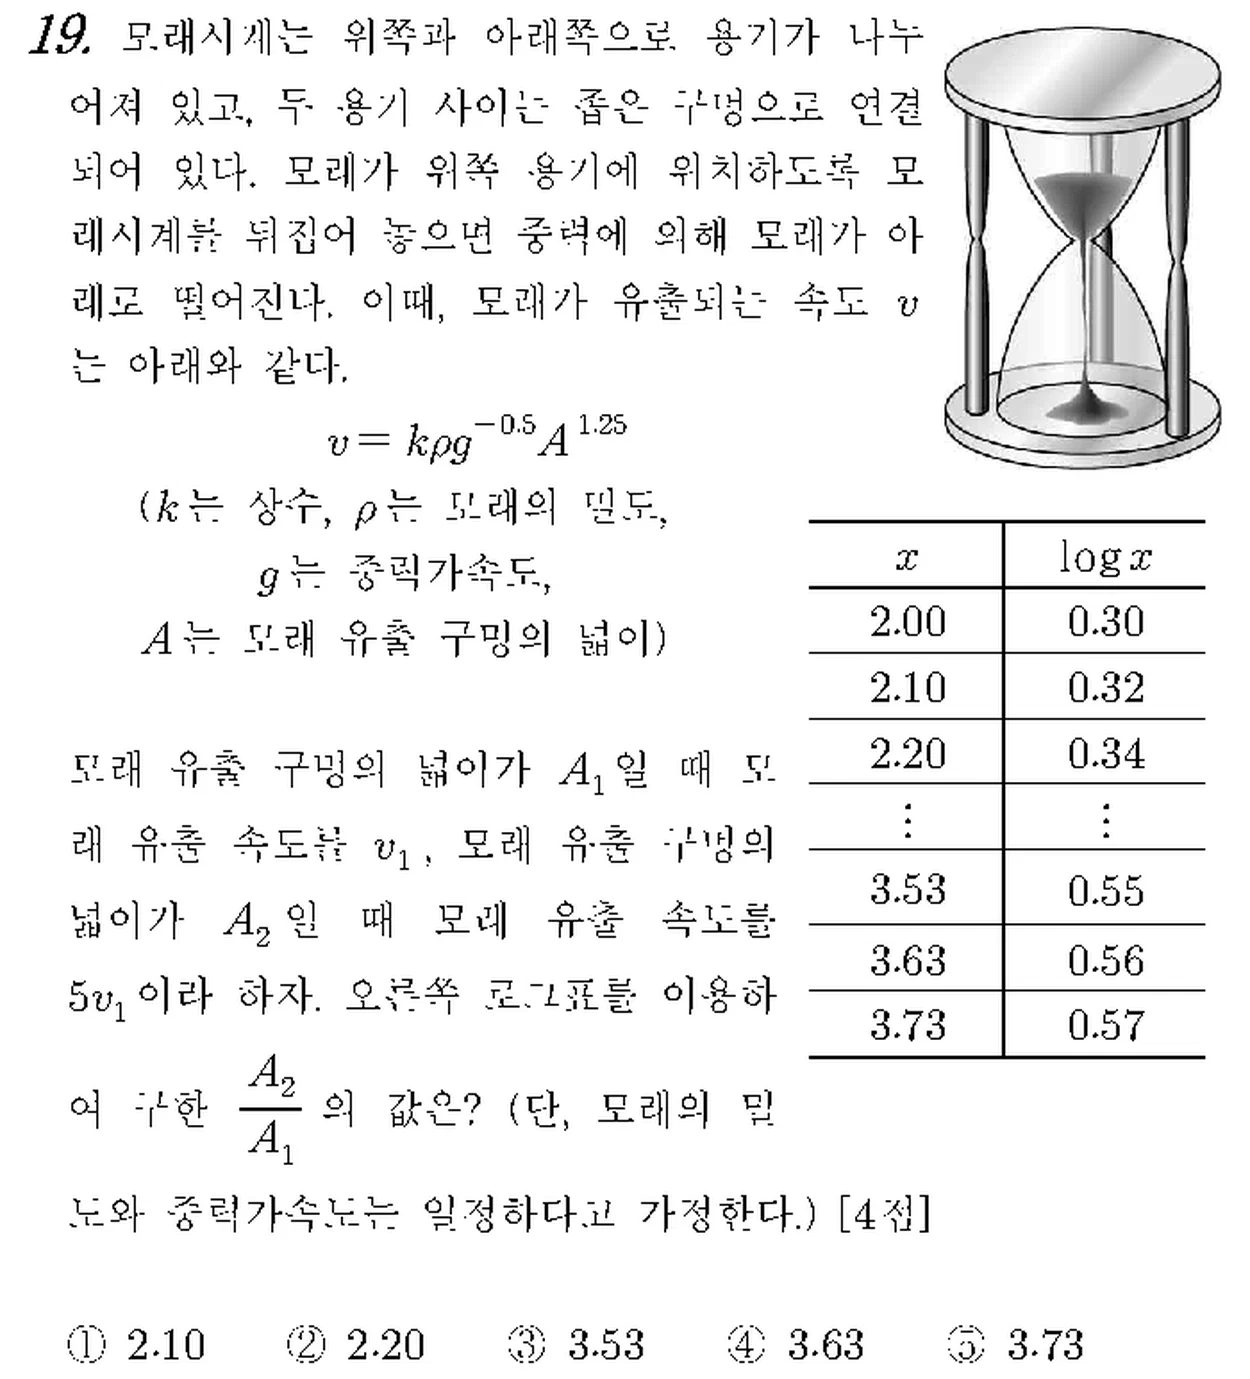 19. 모래시계는 위쪽과 아래쪽으로 용기가 나누
어져 있고, 두 용기 사이는 좁은 구멍으로 연결
되어 있다. 모래가 위쪽 용기에 위치하도록 모
래시계를 뒤집어 놓으면 중력에 의해 모래가 아
래로 떨어진다. 이때, 모래가 유출되는 속도 v
는 아래와 같다.
v = kρg^{-0.5}A^{1.25}
(k는 상수, ρ는 모래의 밀도,
g는 중력가속도,
A는 모래 유출 구멍의 넓이)
모래 유출 구멍의 넓이가 A₁일 때 모
래 유출 속도를 v₁, 모래 유출 구멍의
넓이가 A₂일 때 모래 유출 속도를
5v₁이라 하자. 오른쪽 로그표를 이용하
여 구한 A₂/A₁의 값은? (단, 모래의 밀
도와 중력가속도는 일정하다고 가정한다.) [4점]
x log x
2.00 0.30
2.10 0.32
2.20 0.34
⋮ ⋮
3.53 0.55
3.63 0.56
3.73 0.57
① 2.10 ② 2.20 ③ 3.53 ④ 3.63 ⑤ 3.73